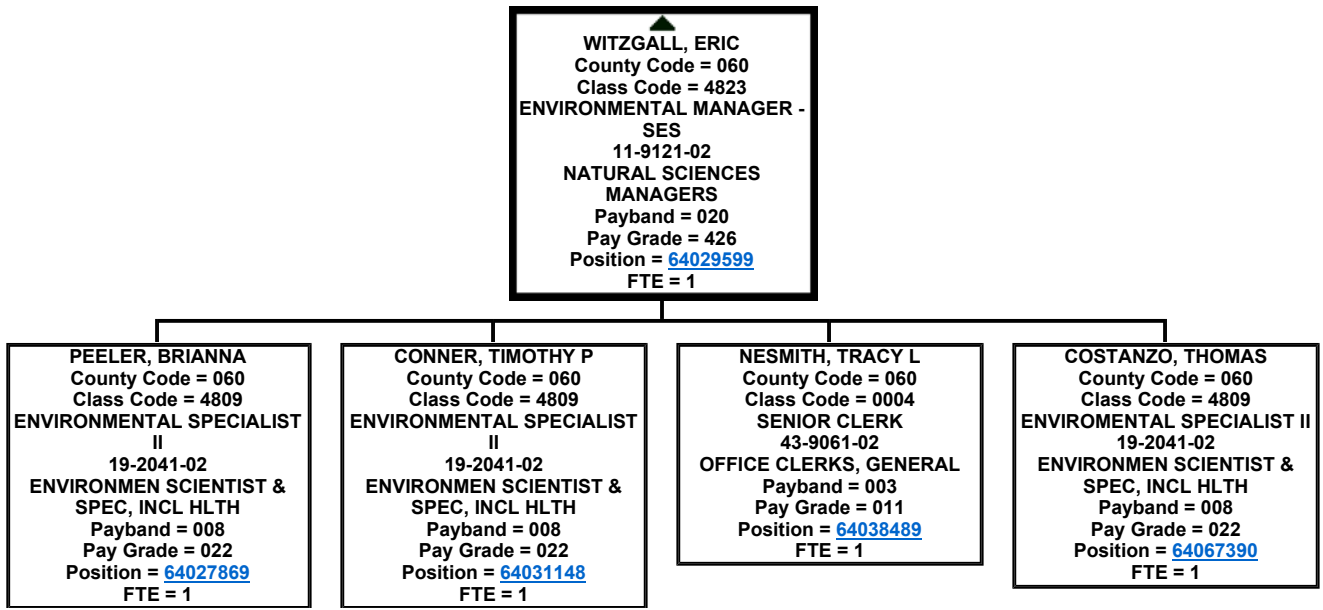 WITZGALL, ERIC
County Code = 060
Class Code = 4823
ENVIRONMENTAL MANAGER -
SES
11-9121-02
NATURAL SCIENCES
MANAGERS
Payband = 020
Pay Grade = 426
Position = 64029599
FTE = 1
PEELER, BRIANNA
County Code = 060
Class Code = 4809
ENVIRONMENTAL SPECIALIST
II
19-2041-02
ENVIRONMEN SCIENTIST &
SPEC, INCL HLTH
Payband = 008
Pay Grade = 022
Position = 64027869
FTE = 1
CONNER, TIMOTHY P
County Code = 060
Class Code = 4809
ENVIRONMENTAL SPECIALIST
II
19-2041-02
ENVIRONMEN SCIENTIST &
SPEC, INCL HLTH
Payband = 008
Pay Grade = 022
Position = 64031148
FTE = 1
NESMITH, TRACY L
County Code = 060
Class Code = 0004
SENIOR CLERK
43-9061-02
OFFICE CLERKS, GENERAL
Payband = 003
Pay Grade = 011
Position = 64038489
FTE = 1
COSTANZO, THOMAS
County Code = 060
Class Code = 4809
ENVIROMENTAL SPECIALIST II
19-2041-02
ENVIRONMEN SCIENTIST &
SPEC, INCL HLTH
Payband = 008
Pay Grade = 022
Position = 64067390
FTE = 1